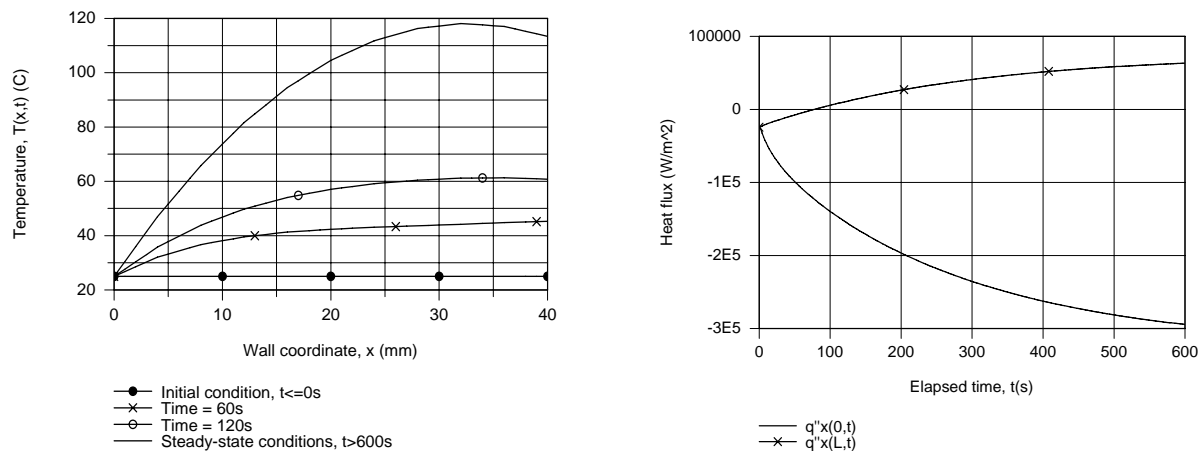 120
100
80
60
40
20
Temperature, T(x,t) (C)
0
10
20
30
40
Wall coordinate, x (mm)
Initial condition, t<=0s
Time = 60s
Time = 120s
Steady-state conditions, t>600s
100000
0
-1E5
-2E5
-3E5
Heat flux (W/m^2)
0
100
200
300
400
500
600
Elapsed time, t(s)
q"x(0,t)
q"x(L,t)